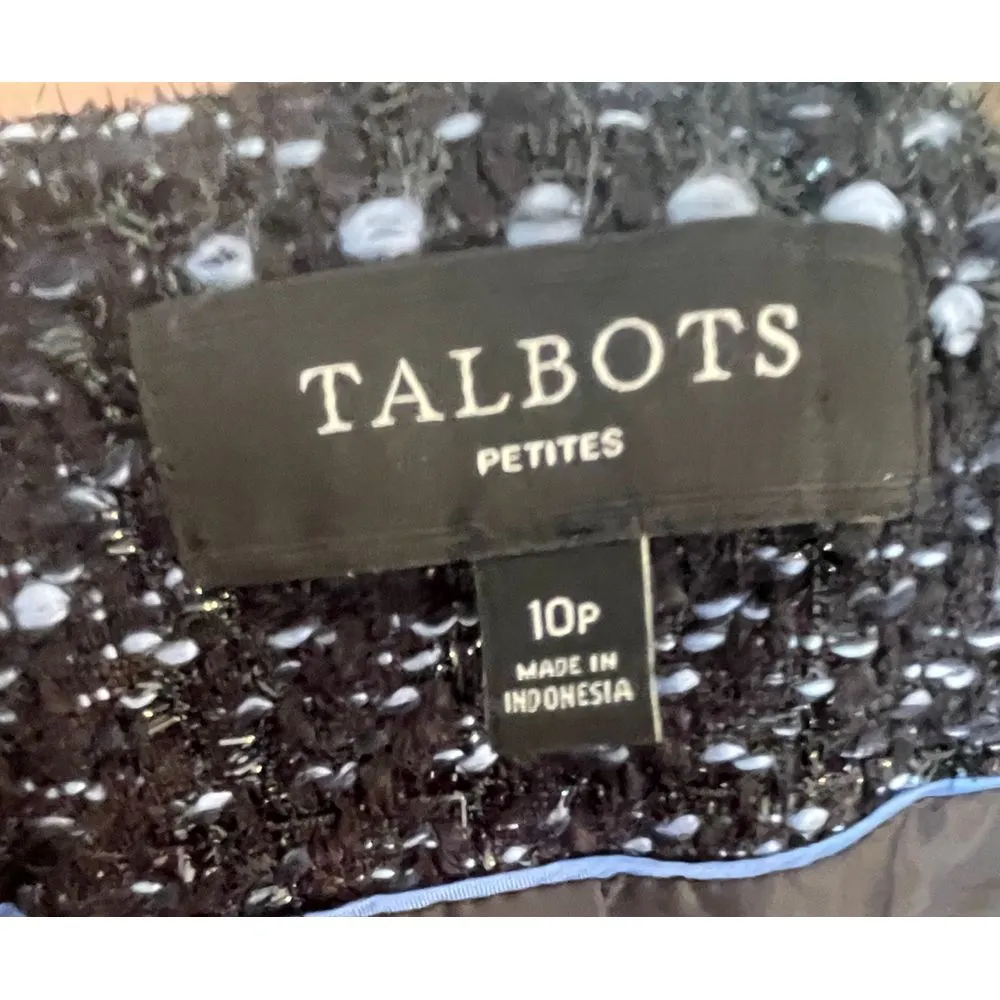 TALBOTS
PETITES
10P
MADE IN
INDONESIA